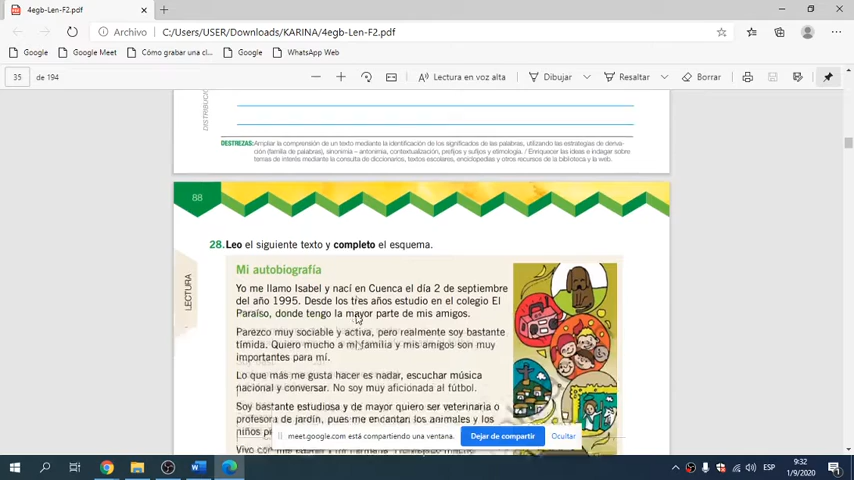 4egb-Len-F2.pdf
Archivo C:/Users/USER/Downloads/KARINA/4egb-Len-F2.pdf
Google Google Meet Cómo grabar una cl... Google WhatsApp Web
35 de 194 Lectura en voz alta Dibujar Resaltar Borrar
DESTREZAS: Ampliar la comprensión de un texto mediante la identificación de los significados de las palabras, utilizando las estrategias de deriva-
ción (familia de palabras), sinonimia – antonimia, contextualización, prefijos y sufijos y etimología. / Enriquecer las ideas e indagar sobre
temas de interés mediante la consulta de diccionarios, textos escolares, enciclopedias y otros recursos de la biblioteca y la web.
88
28. Leo el siguiente texto y completo el esquema.
LECTURA
Mi autobiografía
Yo me llamo Isabel y nací en Cuenca el día 2 de septiembre
del año 1995. Desde los tres años estudio en el colegio El
Paraíso, donde tengo la mayor parte de mis amigos.
Parezco muy sociable y activa, pero realmente soy bastante
tímida. Quiero mucho a mi familia y mis amigos son muy
importantes para mí.
Lo que más me gusta hacer es nadar, escuchar música
nacional y conversar. No soy muy aficionada al fútbol.
Soy bastante estudiosa y de mayor quiero ser veterinaria o
profesora de jardín, pues me encantan los animales y los
niños
meet.google.com está compartiendo una ventana. Dejar de compartir Ocultar
Vivo con
ESP 9:32
1/9/2020